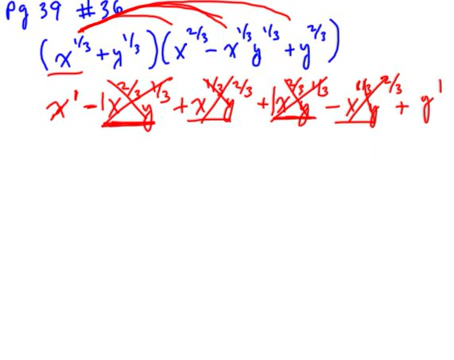 Pg 39 #36
(x^{1/3} + y^{1/3})(x^{2/3} - x^{1/3}y^{1/3} + y^{2/3})
x^1 - 1x^{2/3}y^{1/3} + x^{1/3}y^{2/3} + 1x^{2/3}y^{1/3} - x^{1/3}y^{2/3} + y^1